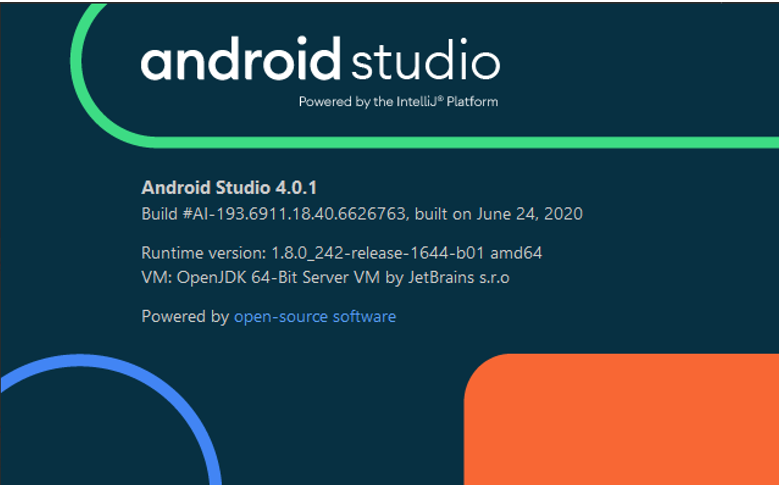 android studio
Powered by the IntelliJ® Platform
Android Studio 4.0.1
Build #AI-193.6911.18.40.6626763, built on June 24, 2020
Runtime version: 1.8.0_242-release-1644-b01 amd64
VM: OpenJDK 64-Bit Server VM by JetBrains s.r.o
Powered by open-source software